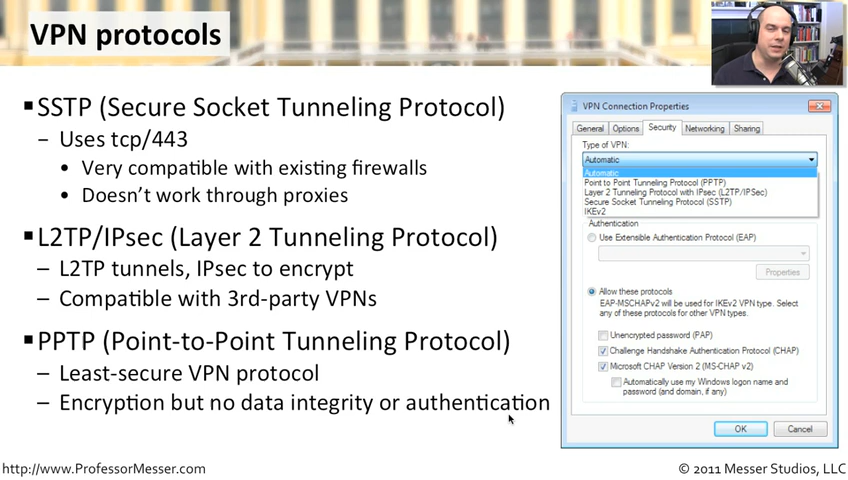 VPN protocols
▪SSTP (Secure Socket Tunneling Protocol)
– Uses tcp/443
• Very compatible with existing firewalls
• Doesn't work through proxies
▪L2TP/IPsec (Layer 2 Tunneling Protocol)
– L2TP tunnels, IPsec to encrypt
– Compatible with 3rd-party VPNs
▪PPTP (Point-to-Point Tunneling Protocol)
– Least-secure VPN protocol
– Encryption but no data integrity or authentication
VPN Connection Properties
General Options Security Networking Sharing
Type of VPN:
Automatic
Automatic
Point to Point Tunneling Protocol (PPTP)
Layer 2 Tunneling Protocol with IPsec (L2TP/IPSec)
Secure Socket Tunneling Protocol (SSTP)
IKEv2
Authentication
Use Extensible Authentication Protocol (EAP)
Properties
Allow these protocols
EAP-MSCHAPv2 will be used for IKEv2 VPN type. Select
any of these protocols for other VPN types.
Unencrypted password (PAP)
Challenge Handshake Authentication Protocol (CHAP)
Microsoft CHAP Version 2 (MS-CHAP v2)
Automatically use my Windows logon name and
password (and domain, if any)
OK Cancel
http://www.ProfessorMesser.com
© 2011 Messer Studios, LLC